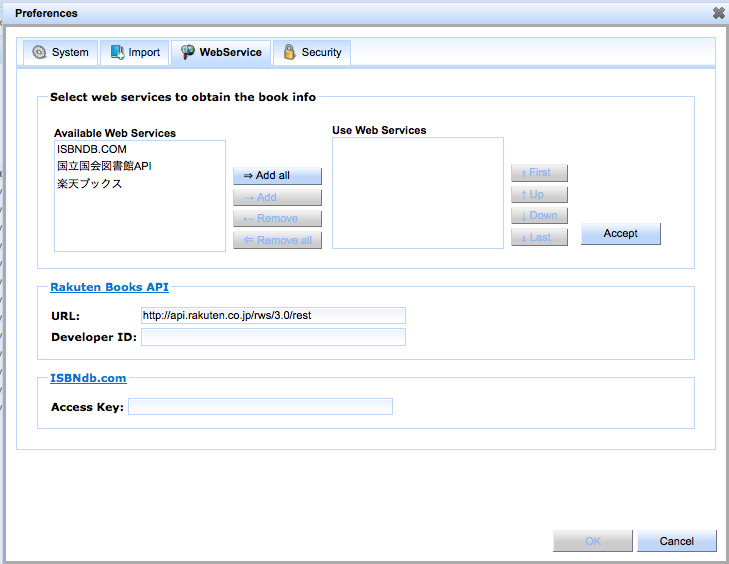 Preferences
System Import WebService Security
Select web services to obtain the book info
Available Web Services
ISBNDB.COM
国立国会図書館API
楽天ブックス
⇒ Add all
→ Add
← Remove
⇐ Remove all
Use Web Services
↥ First
↑ Up
↓ Down
↨ Last
Accept
Rakuten Books API
URL: http://api.rakuten.co.jp/rws/3.0/rest
Developer ID:
ISBNdb.com
Access Key:
OK Cancel